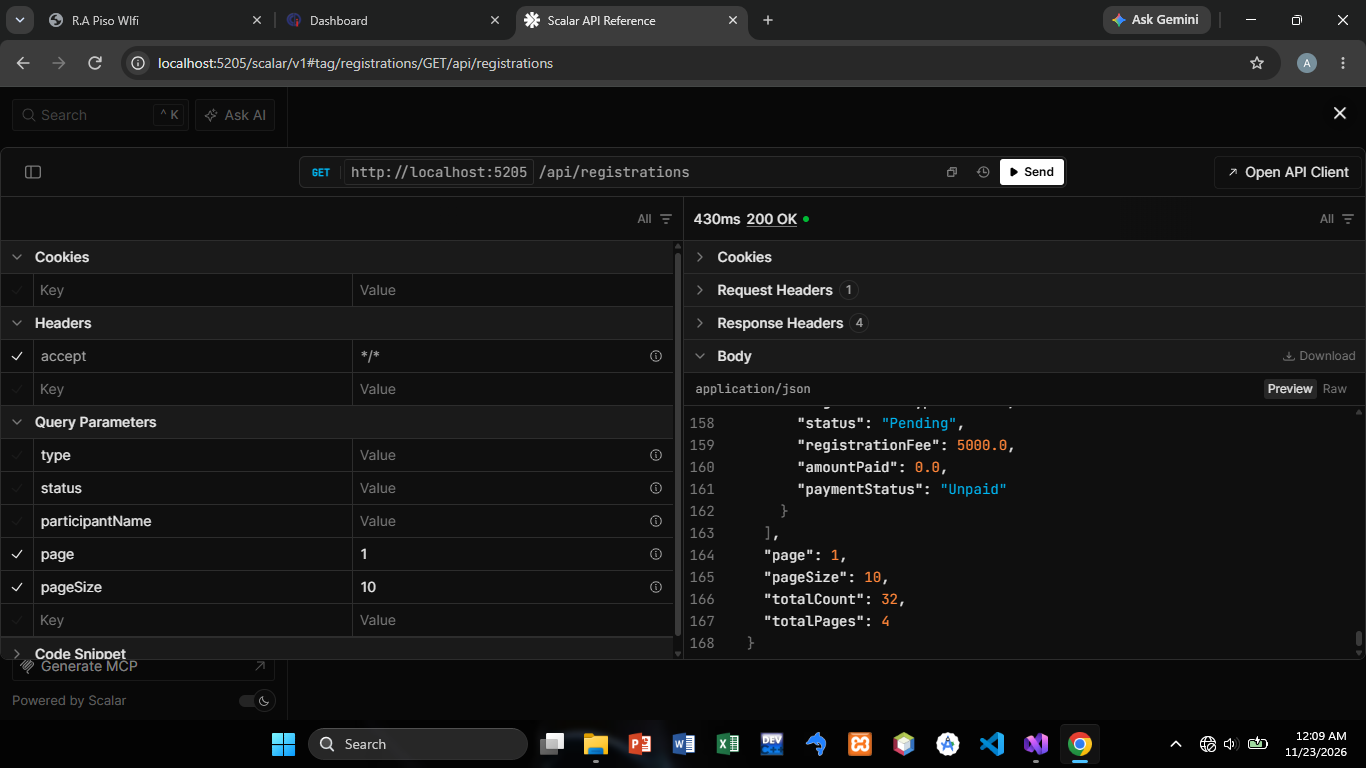 R.A Piso WIfi
Dashboard
Scalar API Reference
Ask Gemini
localhost:5205/scalar/v1#tag/registrations/GET/api/registrations
A
Search
^ K
Ask AI
GET
http://localhost:5205
/api/registrations
Send
Open API Client
All
430ms 200 OK
All
Cookies
Key
Value
Headers
accept
*/*
Key
Value
Query Parameters
type
Value
status
Value
participantName
Value
page
1
pageSize
10
Key
Value
Code Snippet
Cookies
Request Headers 1
Response Headers 4
Body
Download
application/json
Preview
Raw
158 "status": "Pending",
159 "registrationFee": 5000.0,
160 "amountPaid": 0.0,
161 "paymentStatus": "Unpaid"
162 }
163 ],
164 "page": 1,
165 "pageSize": 10,
166 "totalCount": 32,
167 "totalPages": 4
168 }
Generate MCP
Powered by Scalar
Search
DEV
12:09 AM
11/23/2026